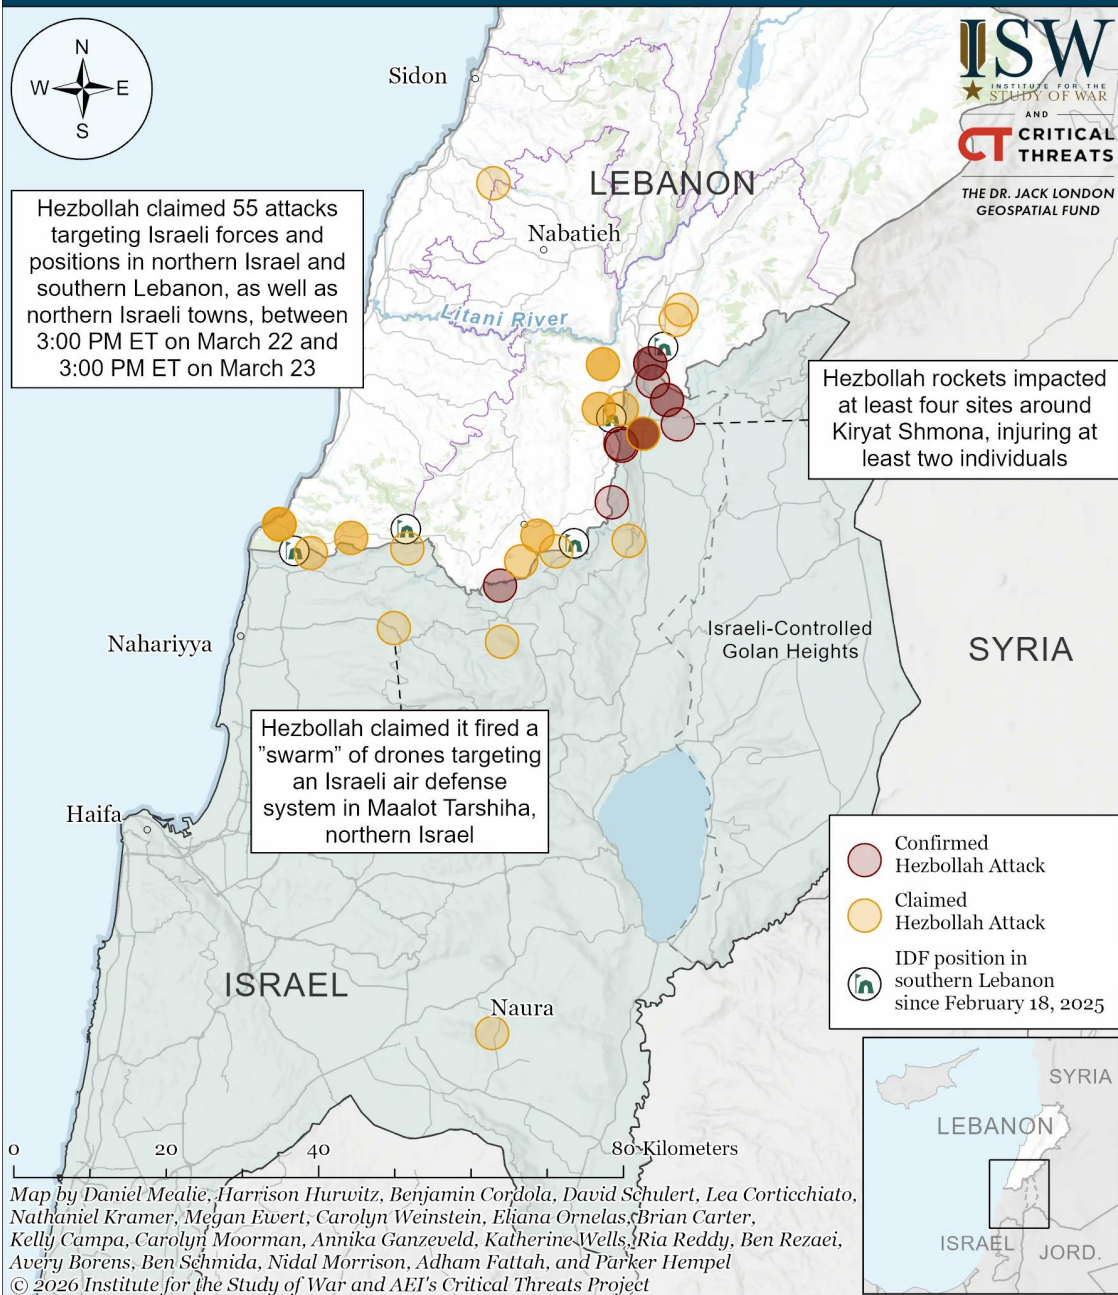 N
W
E
S
Sidon
ISW
INSTITUTE FOR THE
STUDY OF WAR
AND
CT CRITICAL
THREATS
THE DR. JACK LONDON
GEOSPATIAL FUND
LEBANON
Hezbollah claimed 55 attacks
targeting Israeli forces and
positions in northern Israel and
southern Lebanon, as well as
northern Israeli towns, between
3:00 PM ET on March 22 and
3:00 PM ET on March 23
Nabatieh
Litani River
Hezbollah rockets impacted
at least four sites around
Kiryat Shmona, injuring at
least two individuals
Nahariyya
Israeli-Controlled
Golan Heights
SYRIA
Hezbollah claimed it fired a
”swarm” of drones targeting
an Israeli air defense
system in Maalot Tarshiha,
northern Israel
Haifa
Confirmed
Hezbollah Attack
Claimed
Hezbollah Attack
IDF position in
southern Lebanon
since February 18, 2025
ISRAEL
Naura
SYRIA
LEBANON
ISRAEL
JORD.
0 20 40 80 Kilometers
Map by Daniel Mealie, Harrison Hurwitz, Benjamin Cordola, David Schulert, Lea Corticchiato,
Nathaniel Kramer, Megan Ewert, Carolyn Weinstein, Eliana Ornelas, Brian Carter,
Kelly Campa, Carolyn Moorman, Annika Ganzeveld, Katherine Wells, Ria Reddy, Ben Rezaei,
Avery Borens, Ben Schmida, Nidal Morrison, Adham Fattah, and Parker Hempel
© 2026 Institute for the Study of War and AEI's Critical Threats Project